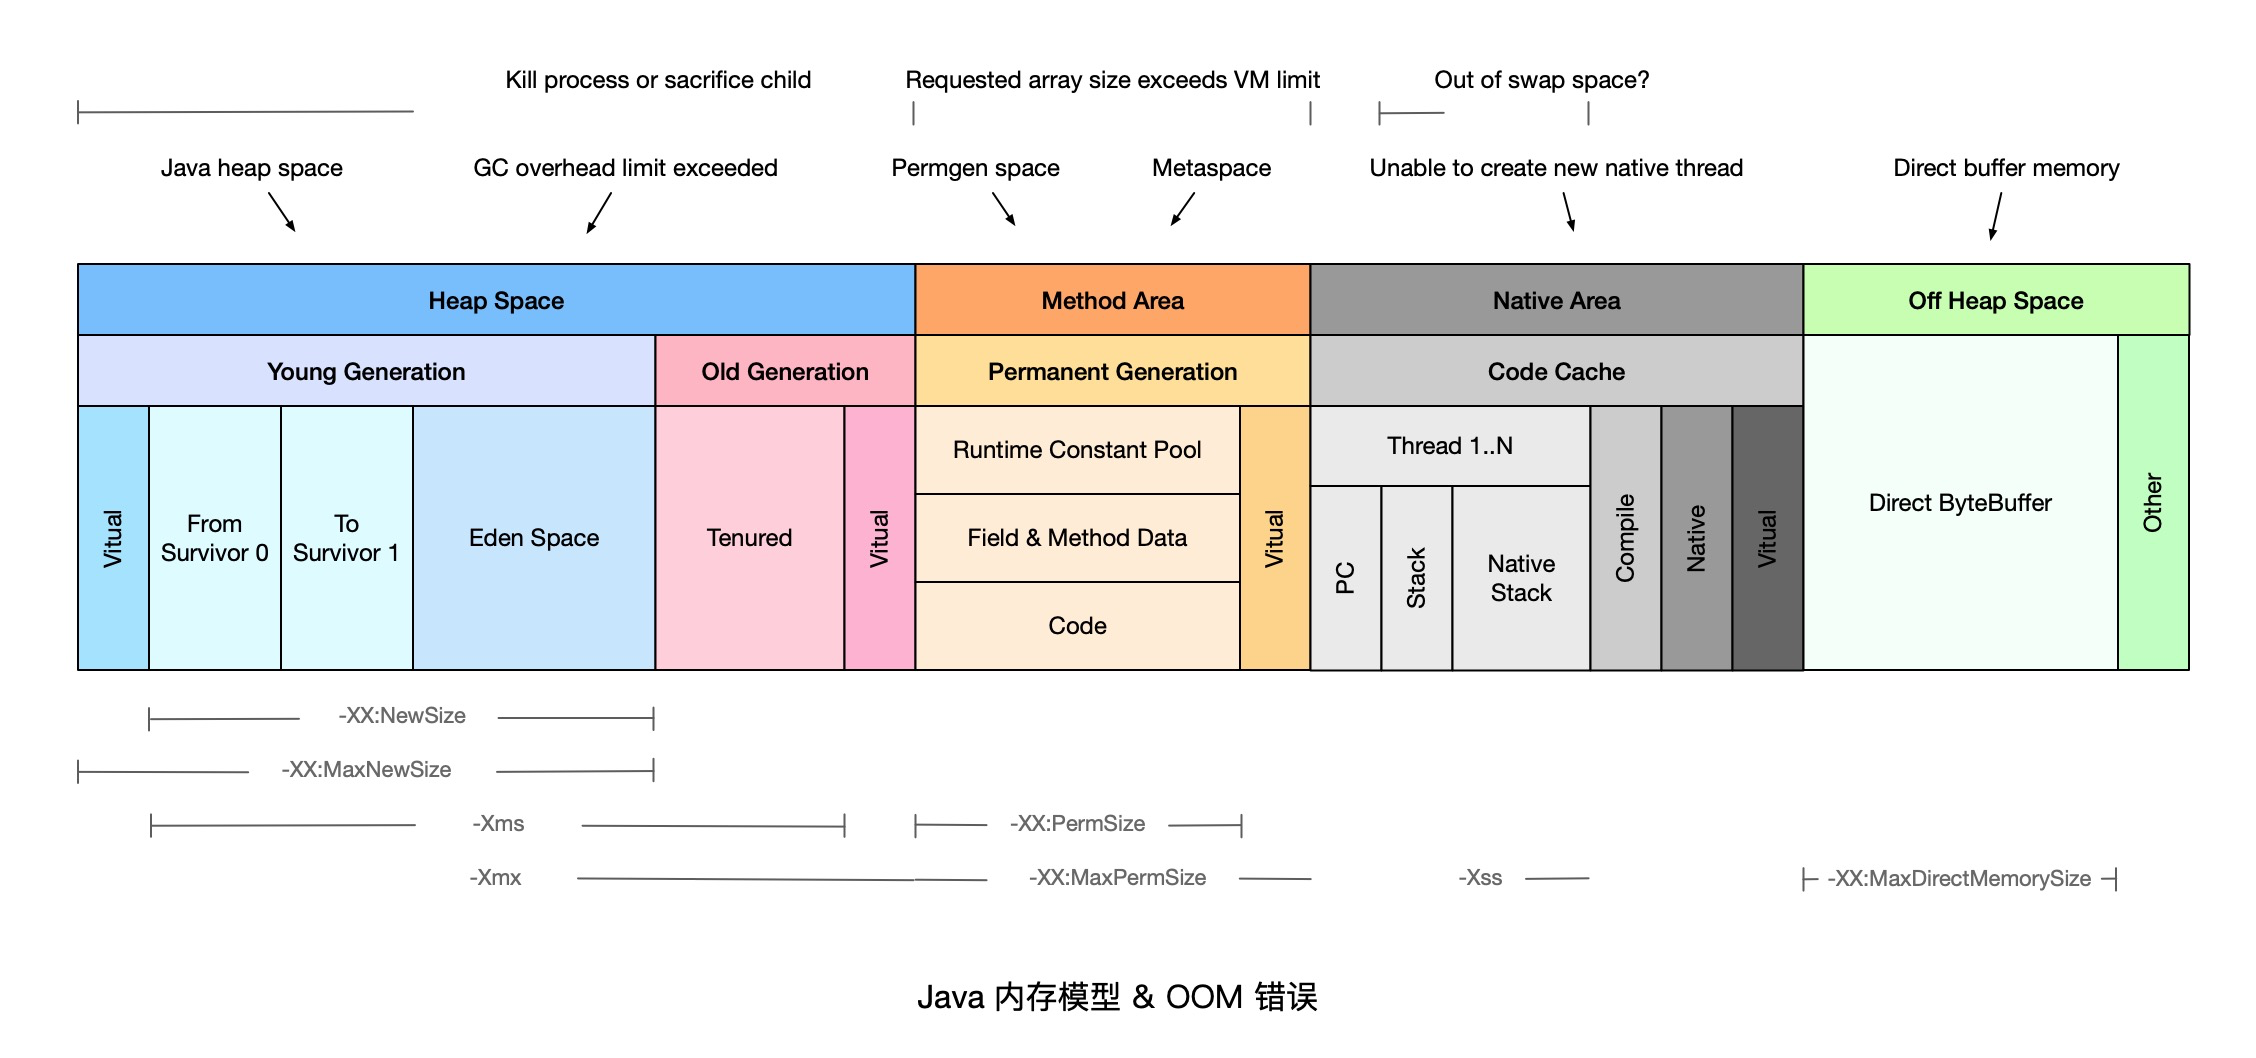 Kill process or sacrifice child
Requested array size exceeds VM limit
Out of swap space?
Java heap space
GC overhead limit exceeded
Permgen space
Metaspace
Unable to create new native thread
Direct buffer memory
Heap Space
Method Area
Native Area
Off Heap Space
Young Generation
Old Generation
Permanent Generation
Code Cache
Vitual
From
Survivor 0
To
Survivor 1
Eden Space
Tenured
Vitual
Runtime Constant Pool
Field & Method Data
Code
Vitual
Thread 1..N
PC
Stack
Native
Stack
Compile
Native
Vitual
Direct ByteBuffer
Other
-XX:NewSize
-XX:MaxNewSize
-Xms
-XX:PermSize
-Xmx
-XX:MaxPermSize
-Xss
-XX:MaxDirectMemorySize
Java 内存模型 & OOM 错误